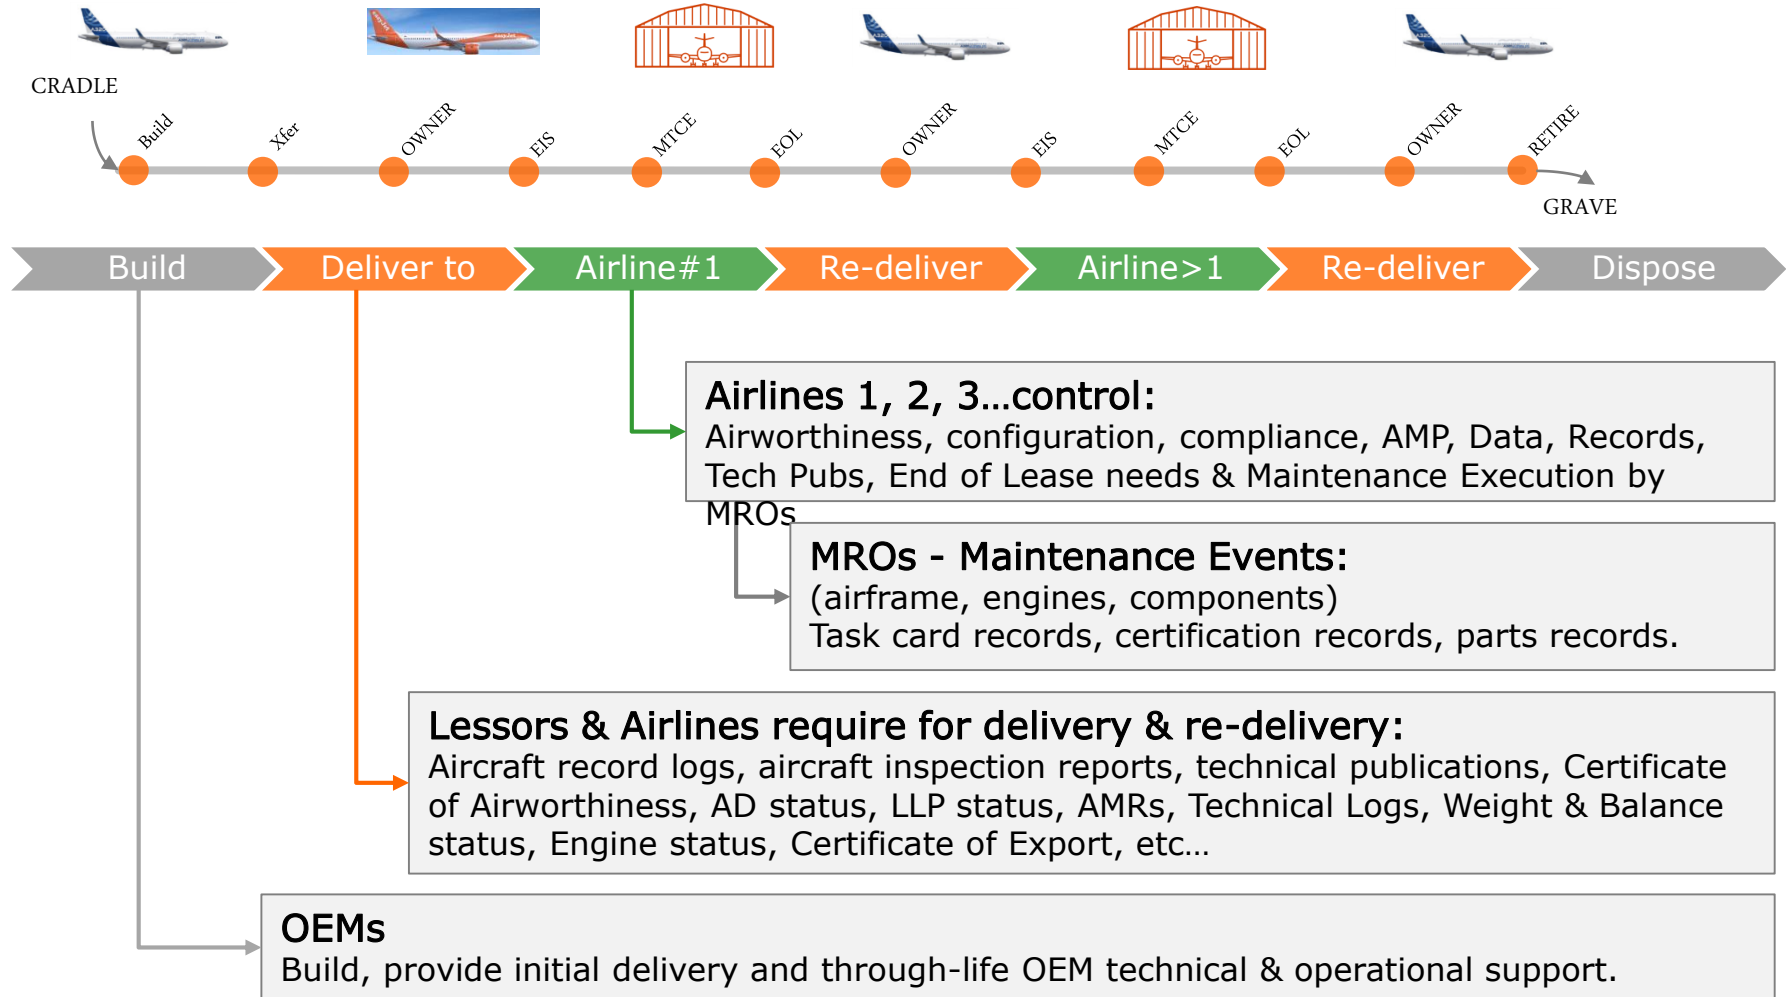 CRADLE
Build
Xfer
OWNER
EIS
MTCE
EOL
OWNER
EIS
MTCE
EOL
OWNER
RETIRE
GRAVE
Build
Deliver to
Airline#1
Re-deliver
Airline>1
Re-deliver
Dispose
Airlines 1, 2, 3…control:
Airworthiness, configuration, compliance, AMP, Data, Records,
Tech Pubs, End of Lease needs & Maintenance Execution by
MROs
MROs - Maintenance Events:
(airframe, engines, components)
Task card records, certification records, parts records.
Lessors & Airlines require for delivery & re-delivery:
Aircraft record logs, aircraft inspection reports, technical publications, Certificate
of Airworthiness, AD status, LLP status, AMRs, Technical Logs, Weight & Balance
status, Engine status, Certificate of Export, etc…
OEMs
Build, provide initial delivery and through-life OEM technical & operational support.